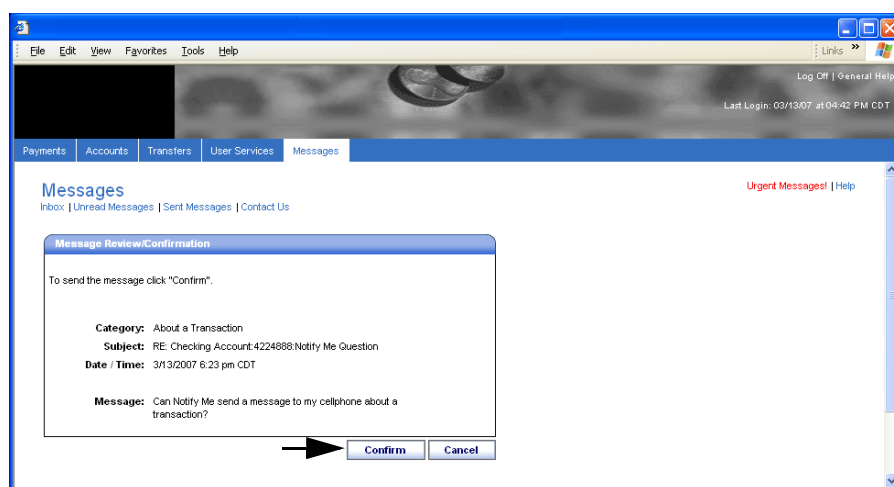 File Edit View Favorites Tools Help Links »
Log Off | General Help
Last Login: 03/13/07 at 04:42 PM CDT
Payments Accounts Transfers User Services Messages
Messages
Urgent Messages! | Help
Inbox | Unread Messages | Sent Messages | Contact Us
Message Review/Confirmation
To send the message click "Confirm".
Category: About a Transaction
Subject: RE: Checking Account:4224888:Notify Me Question
Date / Time: 3/13/2007 6:23 pm CDT
Message: Can Notify Me send a message to my cellphone about a
transaction?
Confirm Cancel